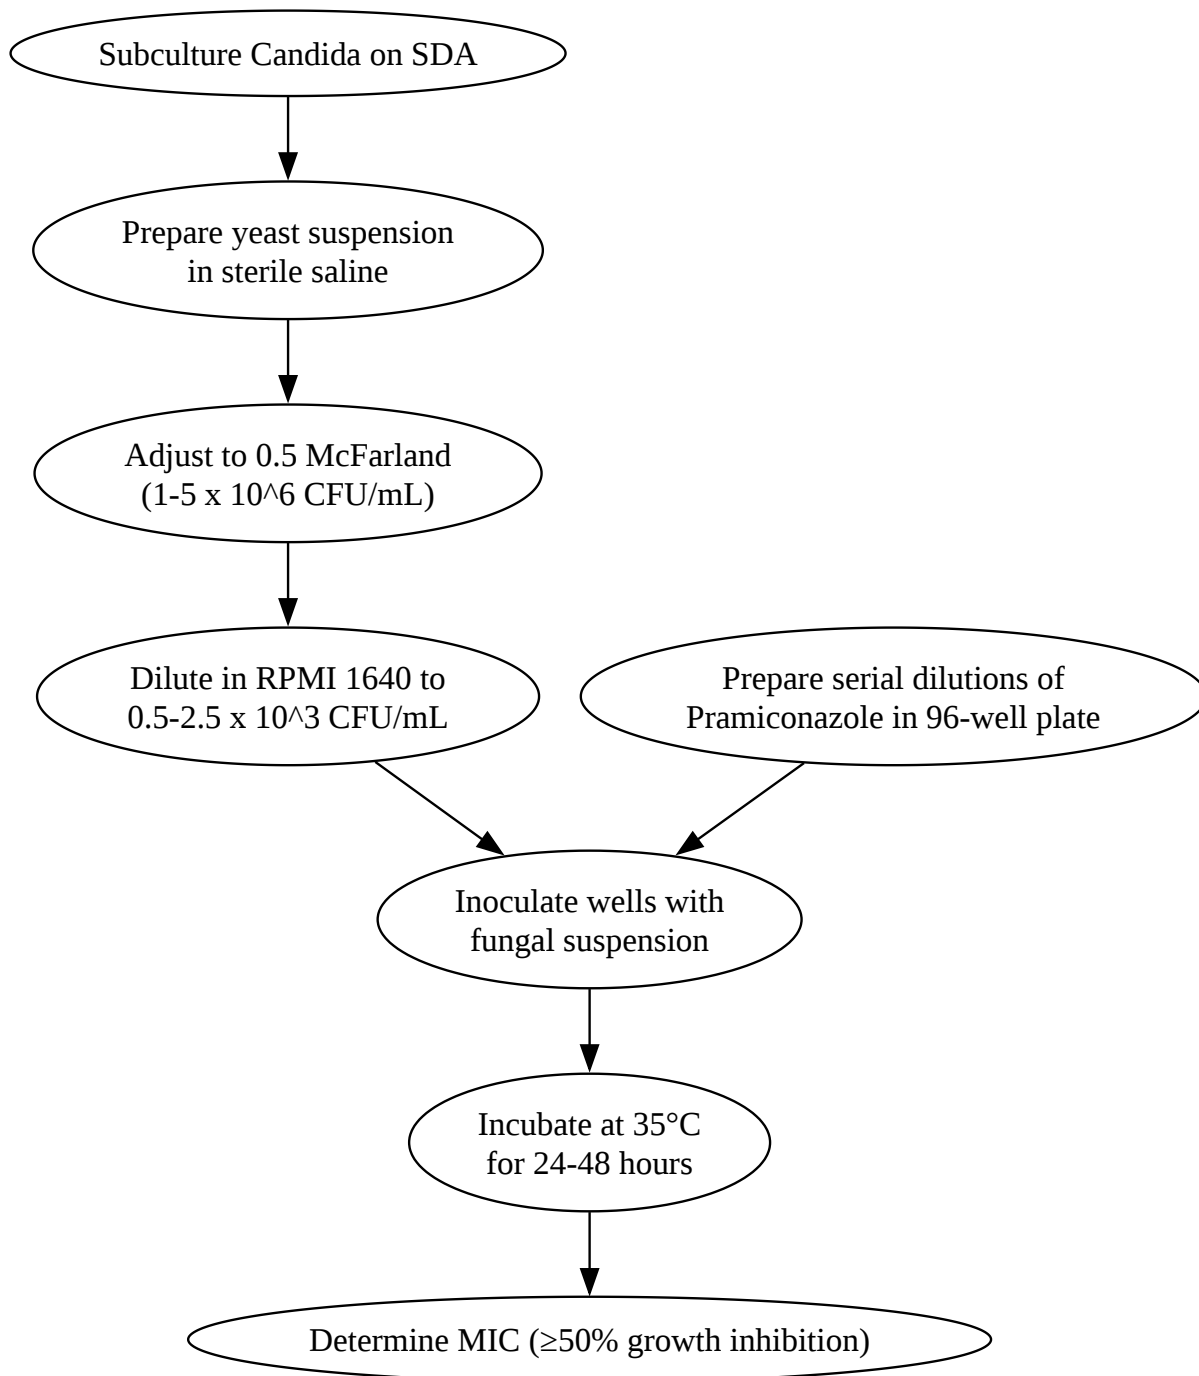 Subculture Candida on SDA
Prepare yeast suspension
in sterile saline
Adjust to 0.5 McFarland
(1-5 x 10^6 CFU/mL)
Dilute in RPMI 1640 to
0.5-2.5 x 10^3 CFU/mL
Prepare serial dilutions of
Pramiconazole in 96-well plate
Inoculate wells with
fungal suspension
Incubate at 35°C
for 24-48 hours
Determine MIC (≥50% growth inhibition)